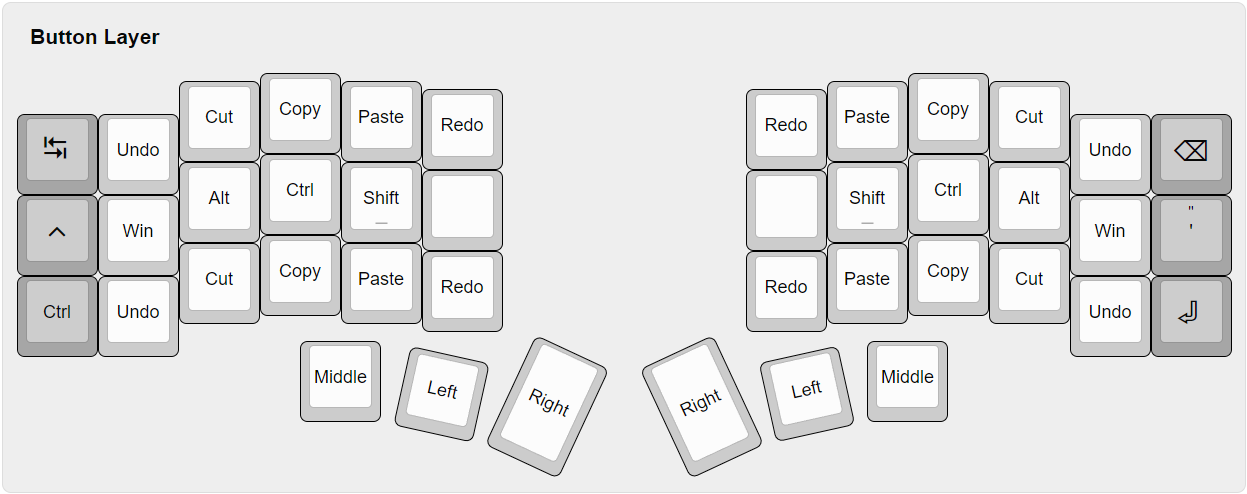 Button Layer
↹ Undo Cut Copy Paste Redo Redo Paste Copy Cut Undo ⌫
^ Win Alt Ctrl Shift _ Shift _ Ctrl Alt Win " '
Ctrl Undo Cut Copy Paste Redo Redo Paste Copy Cut Undo ⏎
Middle Left Right Right Left Middle